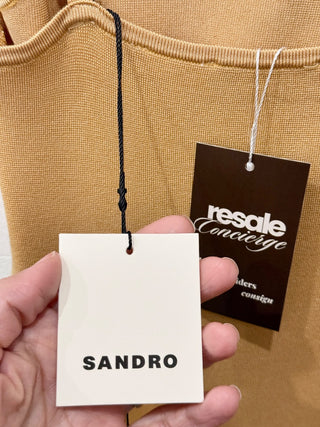 resale
Concierge
consign
SANDRO